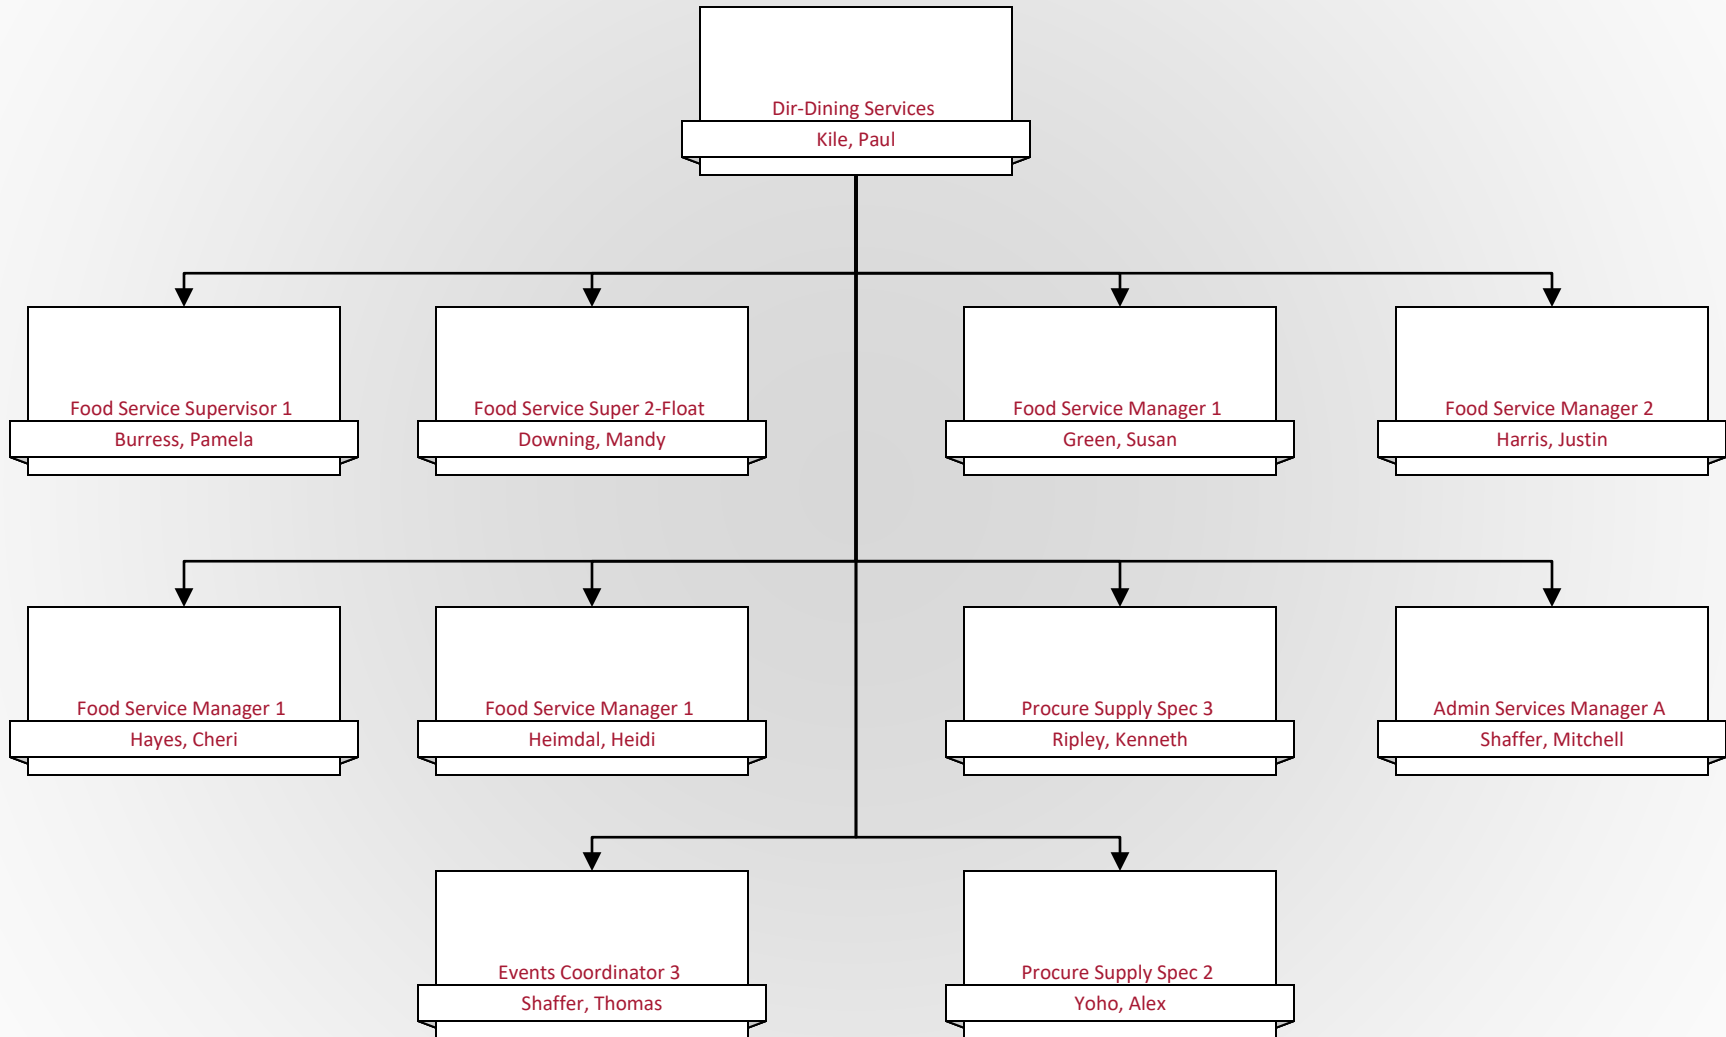 Dir-Dining Services
Kile, Paul
Food Service Supervisor 1
Burress, Pamela
Food Service Super 2-Float
Downing, Mandy
Food Service Manager 1
Green, Susan
Food Service Manager 2
Harris, Justin
Food Service Manager 1
Hayes, Cheri
Food Service Manager 1
Heimdal, Heidi
Procure Supply Spec 3
Ripley, Kenneth
Admin Services Manager A
Shaffer, Mitchell
Events Coordinator 3
Shaffer, Thomas
Procure Supply Spec 2
Yoho, Alex